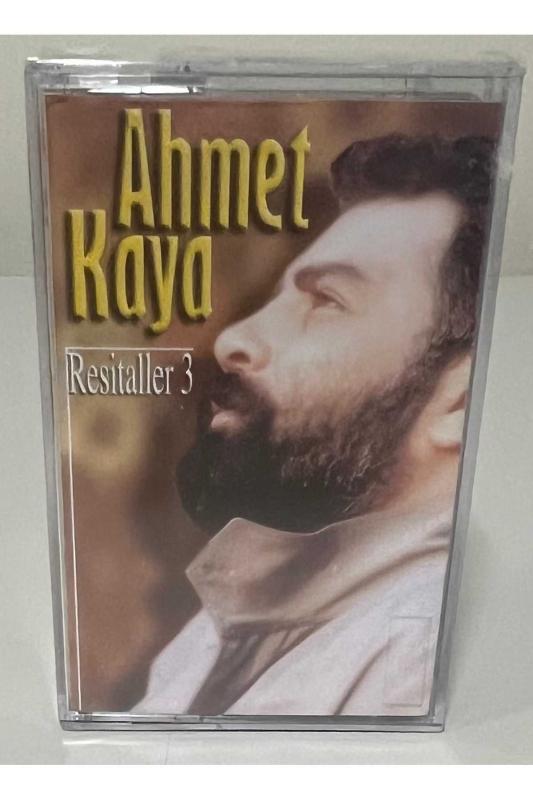 Ahmet
Kaya
Resitaller 3